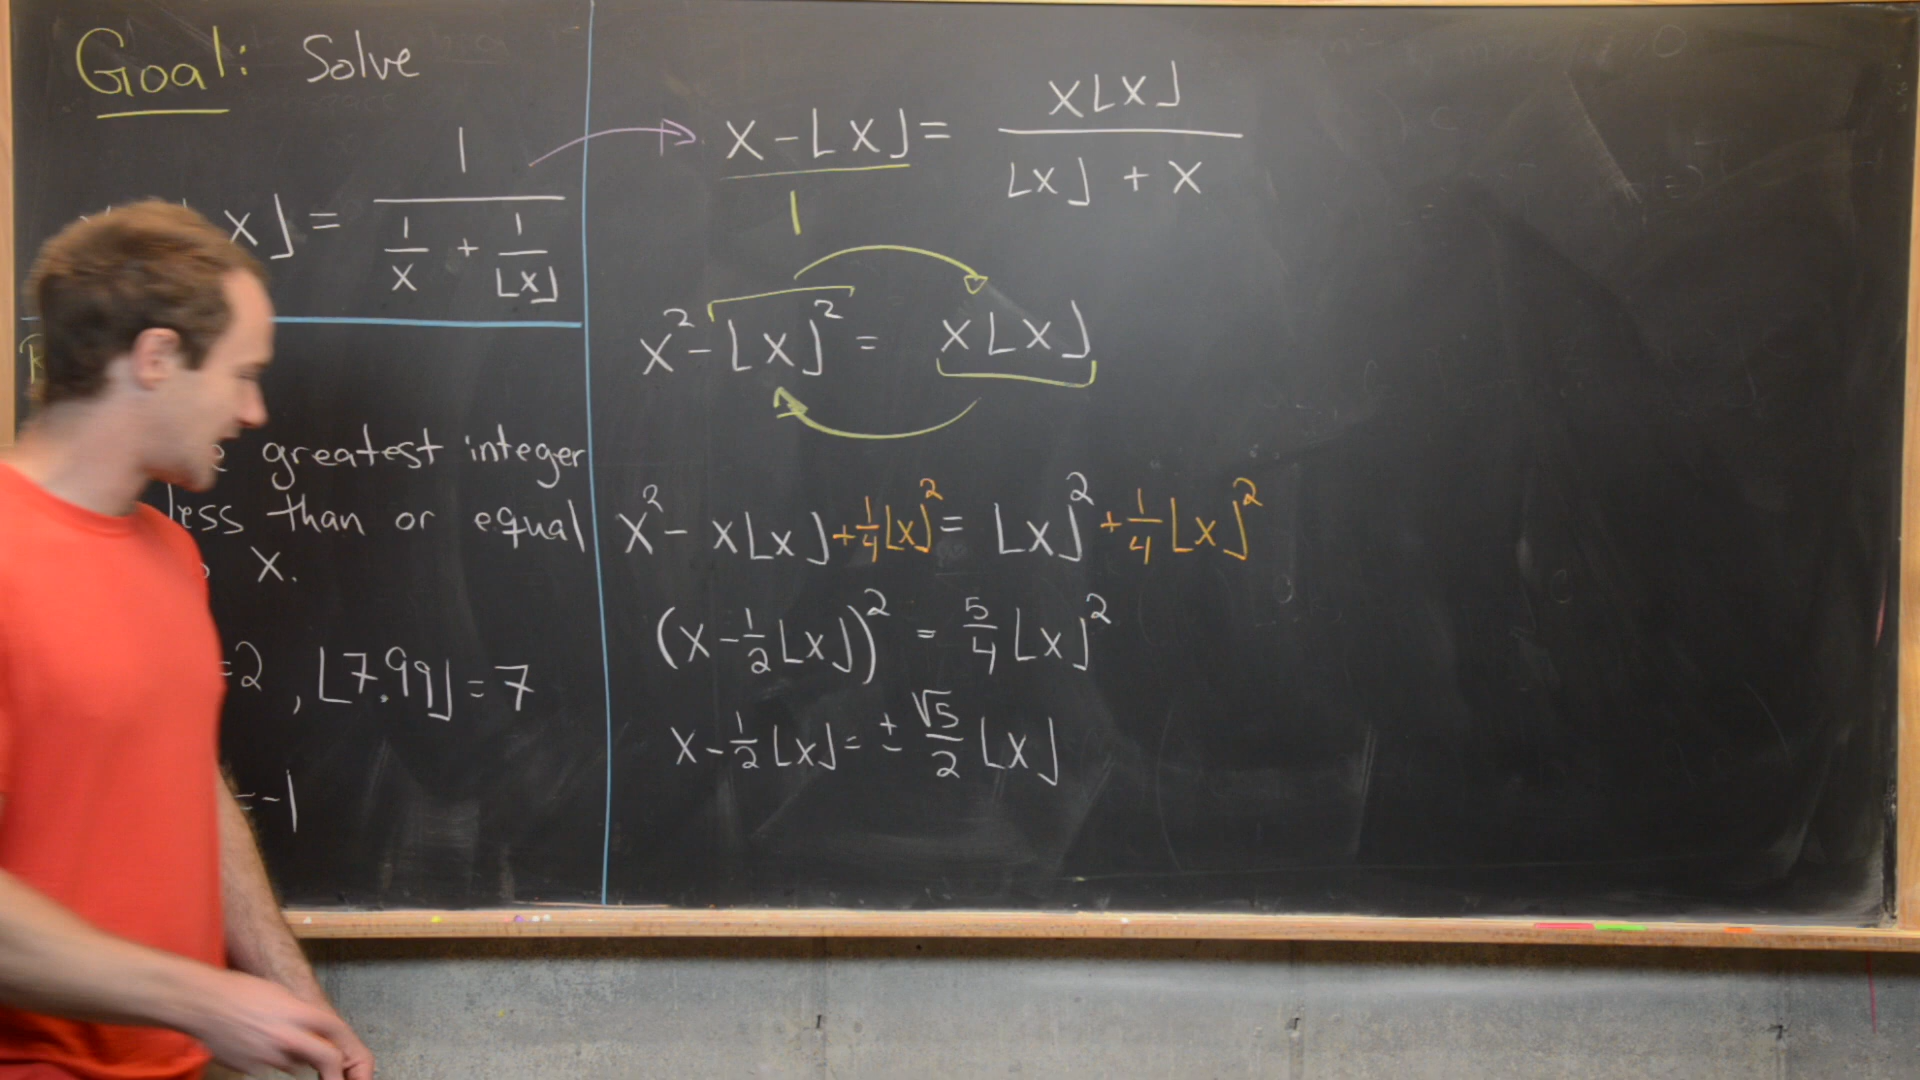 Goal: Solve
x⌋ = 1 / (1/x + 1/⌊x⌋)
greatest integer
less than or equal
x.
=2, ⌊7.99⌋ = 7
=-1
(x - ⌊x⌋)/1 = x⌊x⌋ / (⌊x⌋ + x)
x² - ⌊x⌋² = x⌊x⌋
x² - x⌊x⌋ + 1/4⌊x⌋² = ⌊x⌋² + 1/4⌊x⌋²
(x - 1/2⌊x⌋)² = 5/4⌊x⌋²
x - 1/2⌊x⌋ = ± √5/2 ⌊x⌋